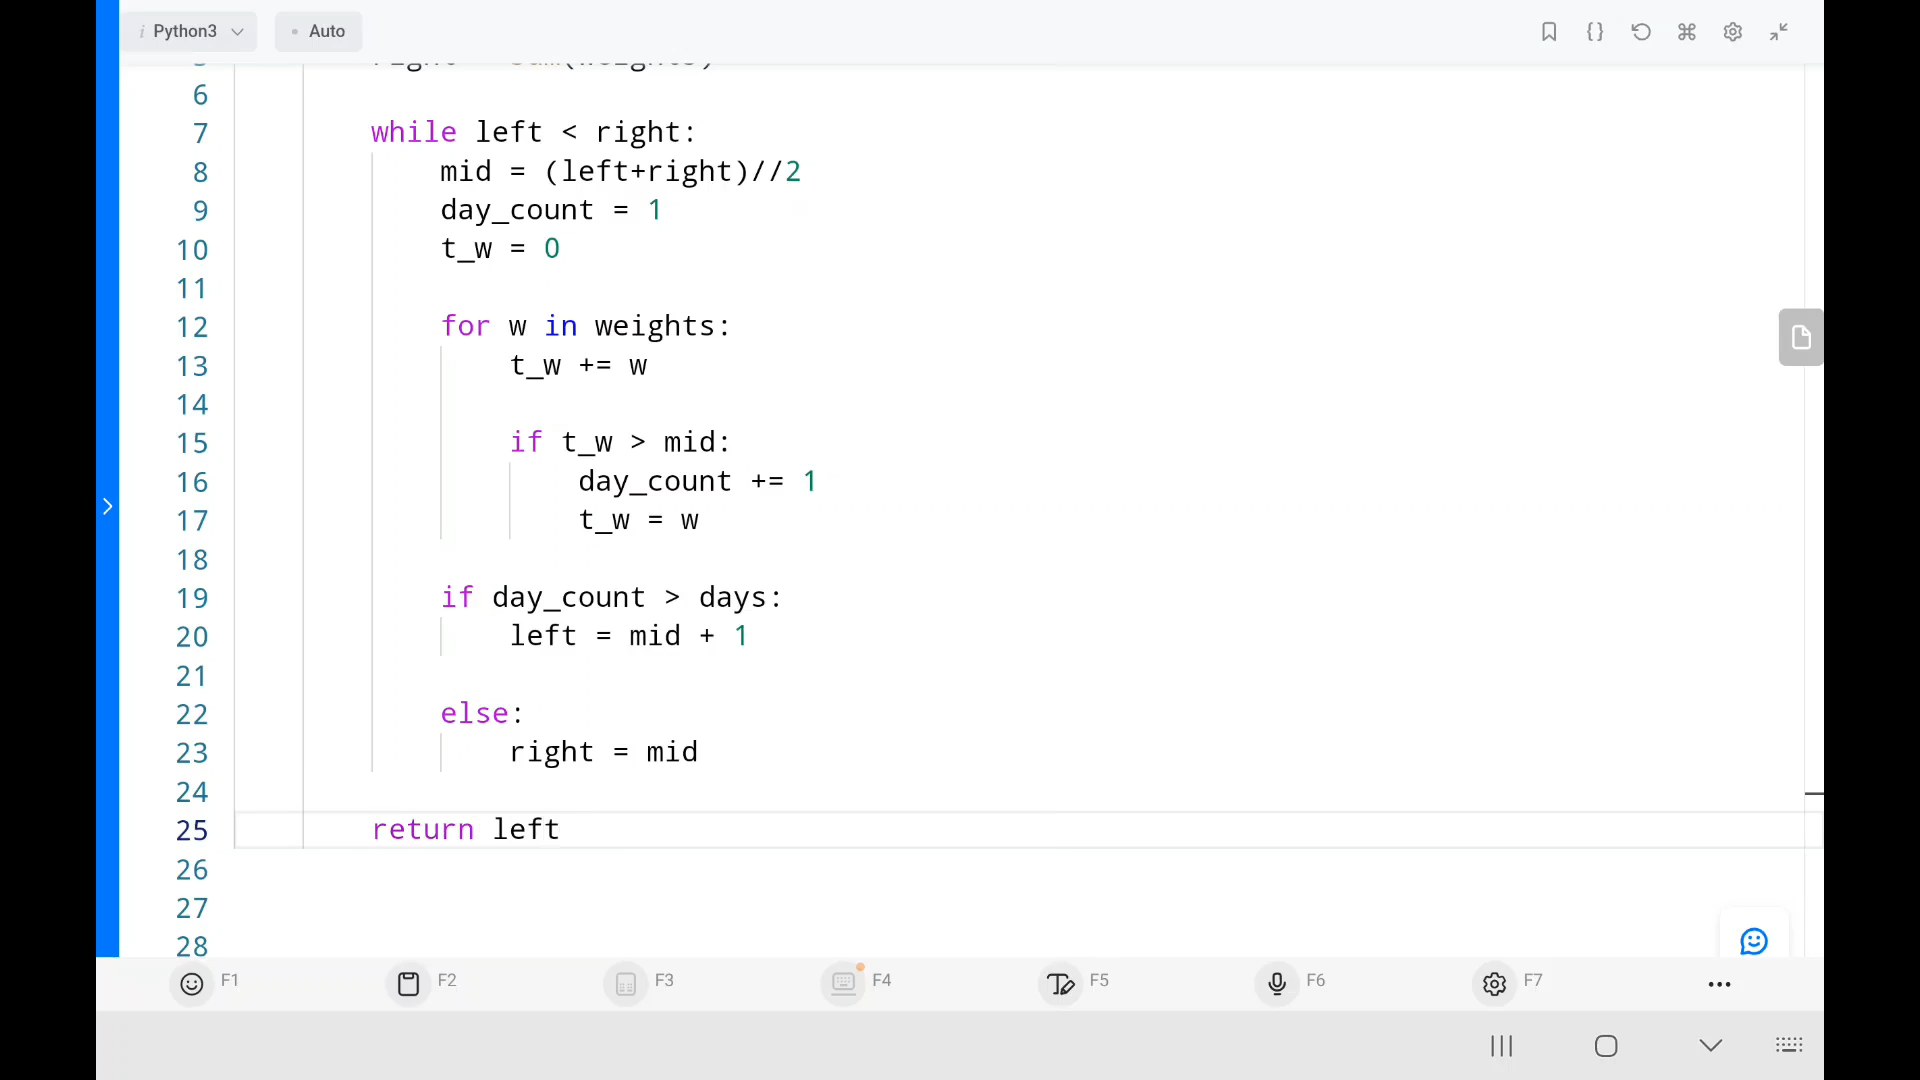 Python3
Auto
6
7 while left < right:
8 mid = (left+right)//2
9 day_count = 1
10 t_w = 0
11
12 for w in weights:
13 t_w += w
14
15 if t_w > mid:
16 day_count += 1
17 t_w = w
18
19 if day_count > days:
20 left = mid + 1
21
22 else:
23 right = mid
24
25 return left
26
27
28
F1 F2 F3 F4 F5 F6 F7